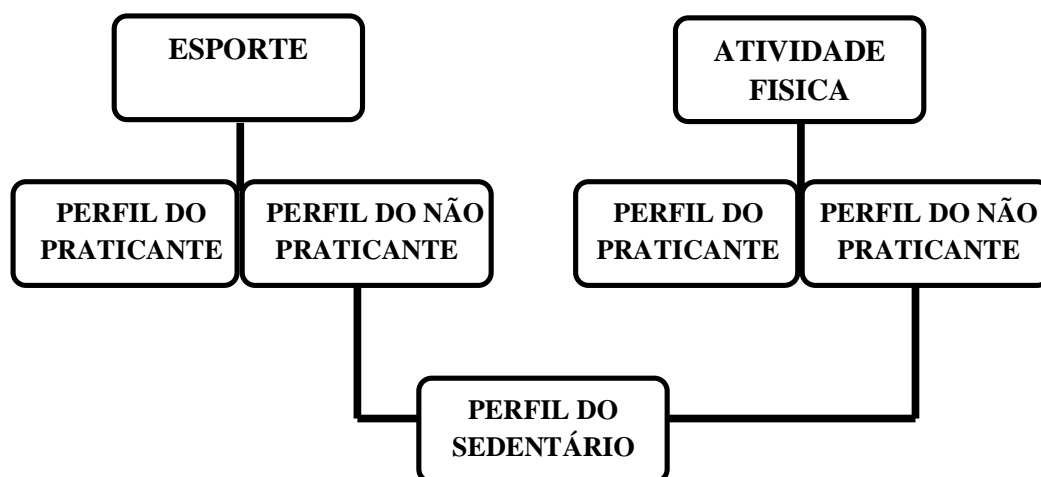 ESPORTE
ATIVIDADE
FISICA
PERFIL DO
PRATICANTE
PERFIL DO NÃO
PRATICANTE
PERFIL DO
PRATICANTE
PERFIL DO NÃO
PRATICANTE
PERFIL DO
SEDENTÁRIO